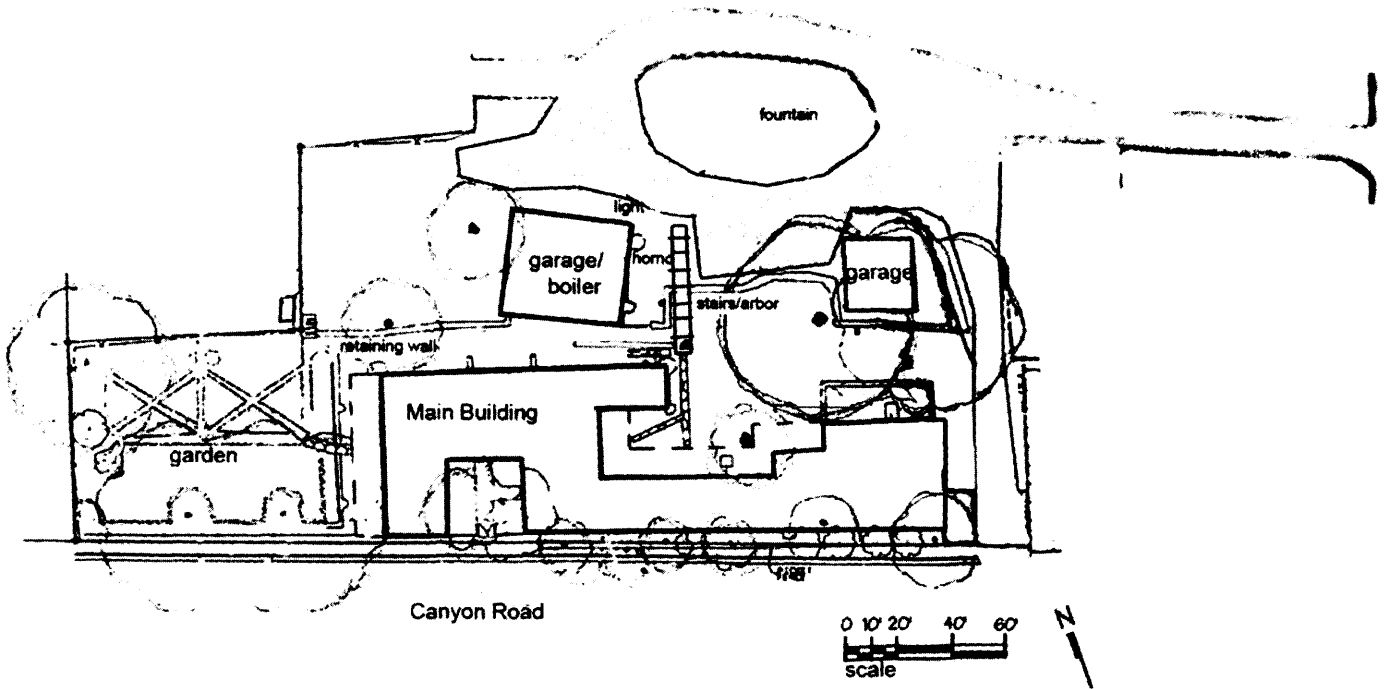 fountain
light
garage/
boiler
horno
garage
stairs/arbor
retaining wall
Main Building
garden
Canyon Road
0 10' 20' 40' 60'
scale
N